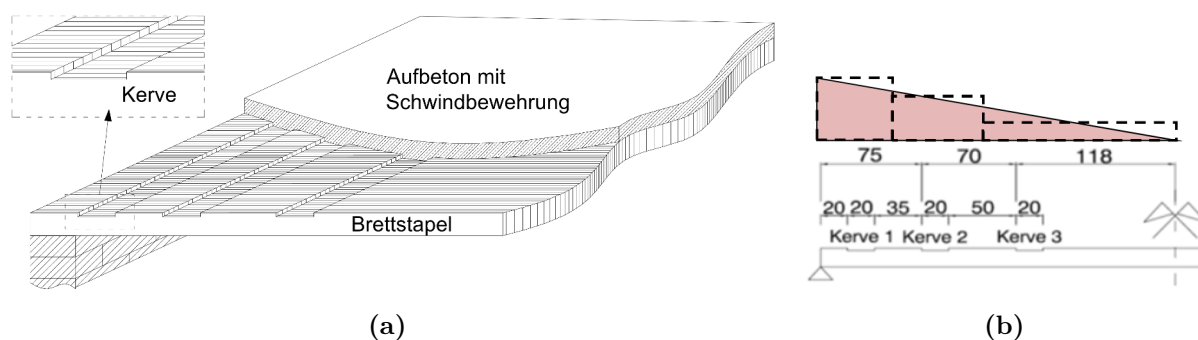 Kerve
Aufbeton mit
Schwindbewehrung
Brettstapel
(a)
75 70 118
20 20 35 20 50 20
Kerve 1 Kerve 2 Kerve 3
(b)